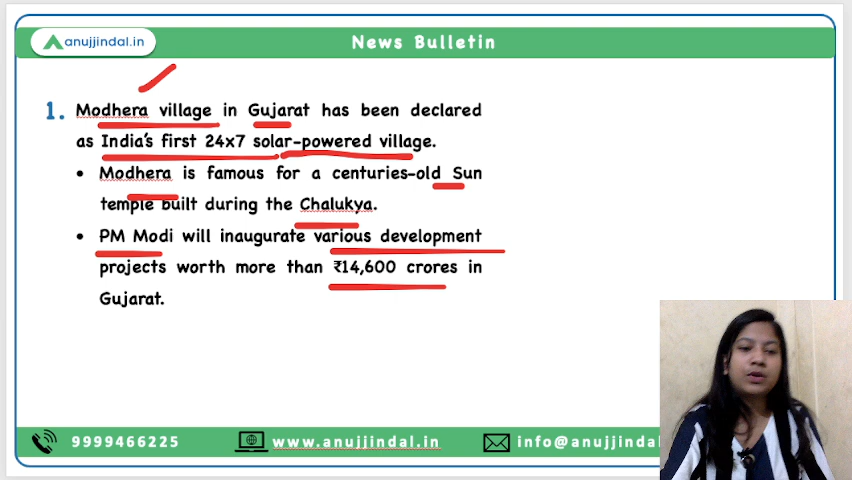 anujjindal.in
News Bulletin
1. Modhera village in Gujarat has been declared
as India's first 24x7 solar-powered village.
• Modhera is famous for a centuries-old Sun
temple built during the Chalukya.
• PM Modi will inaugurate various development
projects worth more than ₹14,600 crores in
Gujarat.
9999466225
www.anujjindal.in
info@anujjindal